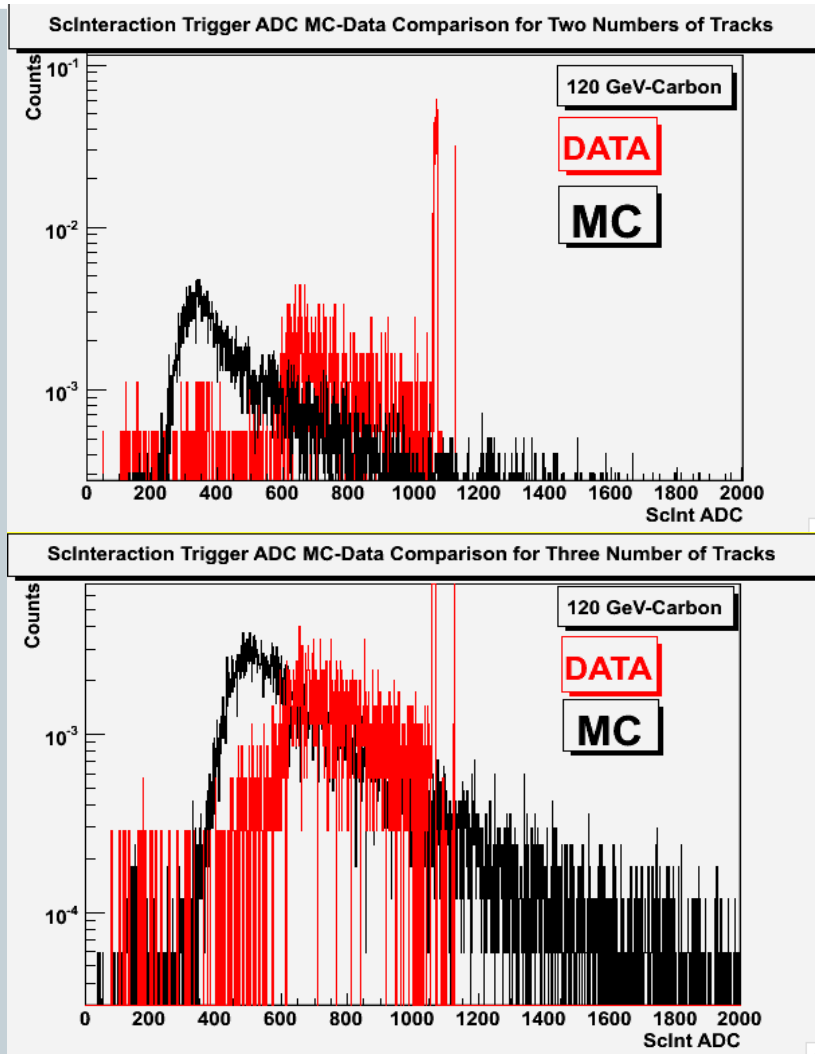 ScInteraction Trigger ADC MC-Data Comparison for Two Numbers of Tracks
Counts
10-1
10-2
10-3
120 GeV-Carbon
DATA
MC
0 200 400 600 800 1000 1200 1400 1600 1800 2000
ScInt ADC
ScInteraction Trigger ADC MC-Data Comparison for Three Number of Tracks
Counts
10-3
10-4
120 GeV-Carbon
DATA
MC
0 200 400 600 800 1000 1200 1400 1600 1800 2000
ScInt ADC